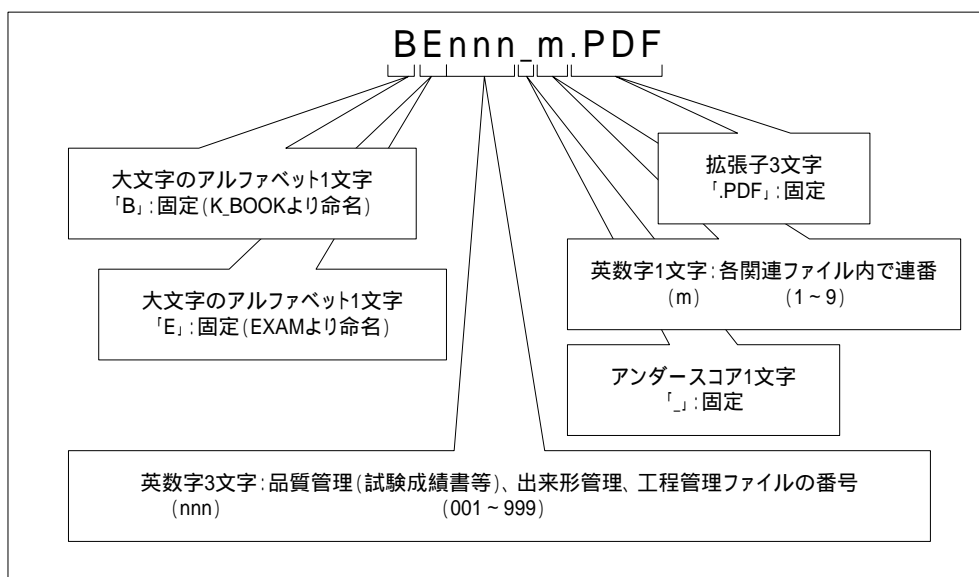 BEnnn_m.PDF
大文字のアルファベット1文字
「B」:固定(K_BOOKより命名)
拡張子3文字
「.PDF」:固定
大文字のアルファベット1文字
「E」:固定(EXAMより命名)
英数字1文字:各関連ファイル内で連番
(m) (1~9)
アンダースコア1文字
「_」:固定
英数字3文字:品質管理(試験成績書等)、出来形管理、工程管理ファイルの番号
(nnn) (001~999)